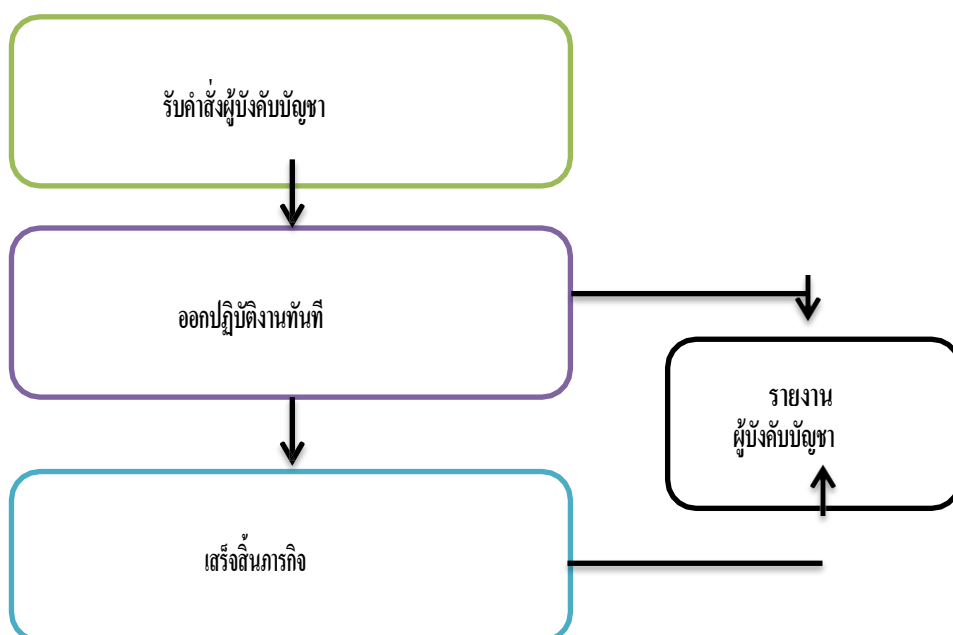 รับคำสั่งผู้บังคับบัญชา
ออกปฏิบัติงานทันที
รายงาน
ผู้บังคับบัญชา
เสร็จสิ้นภารกิจ